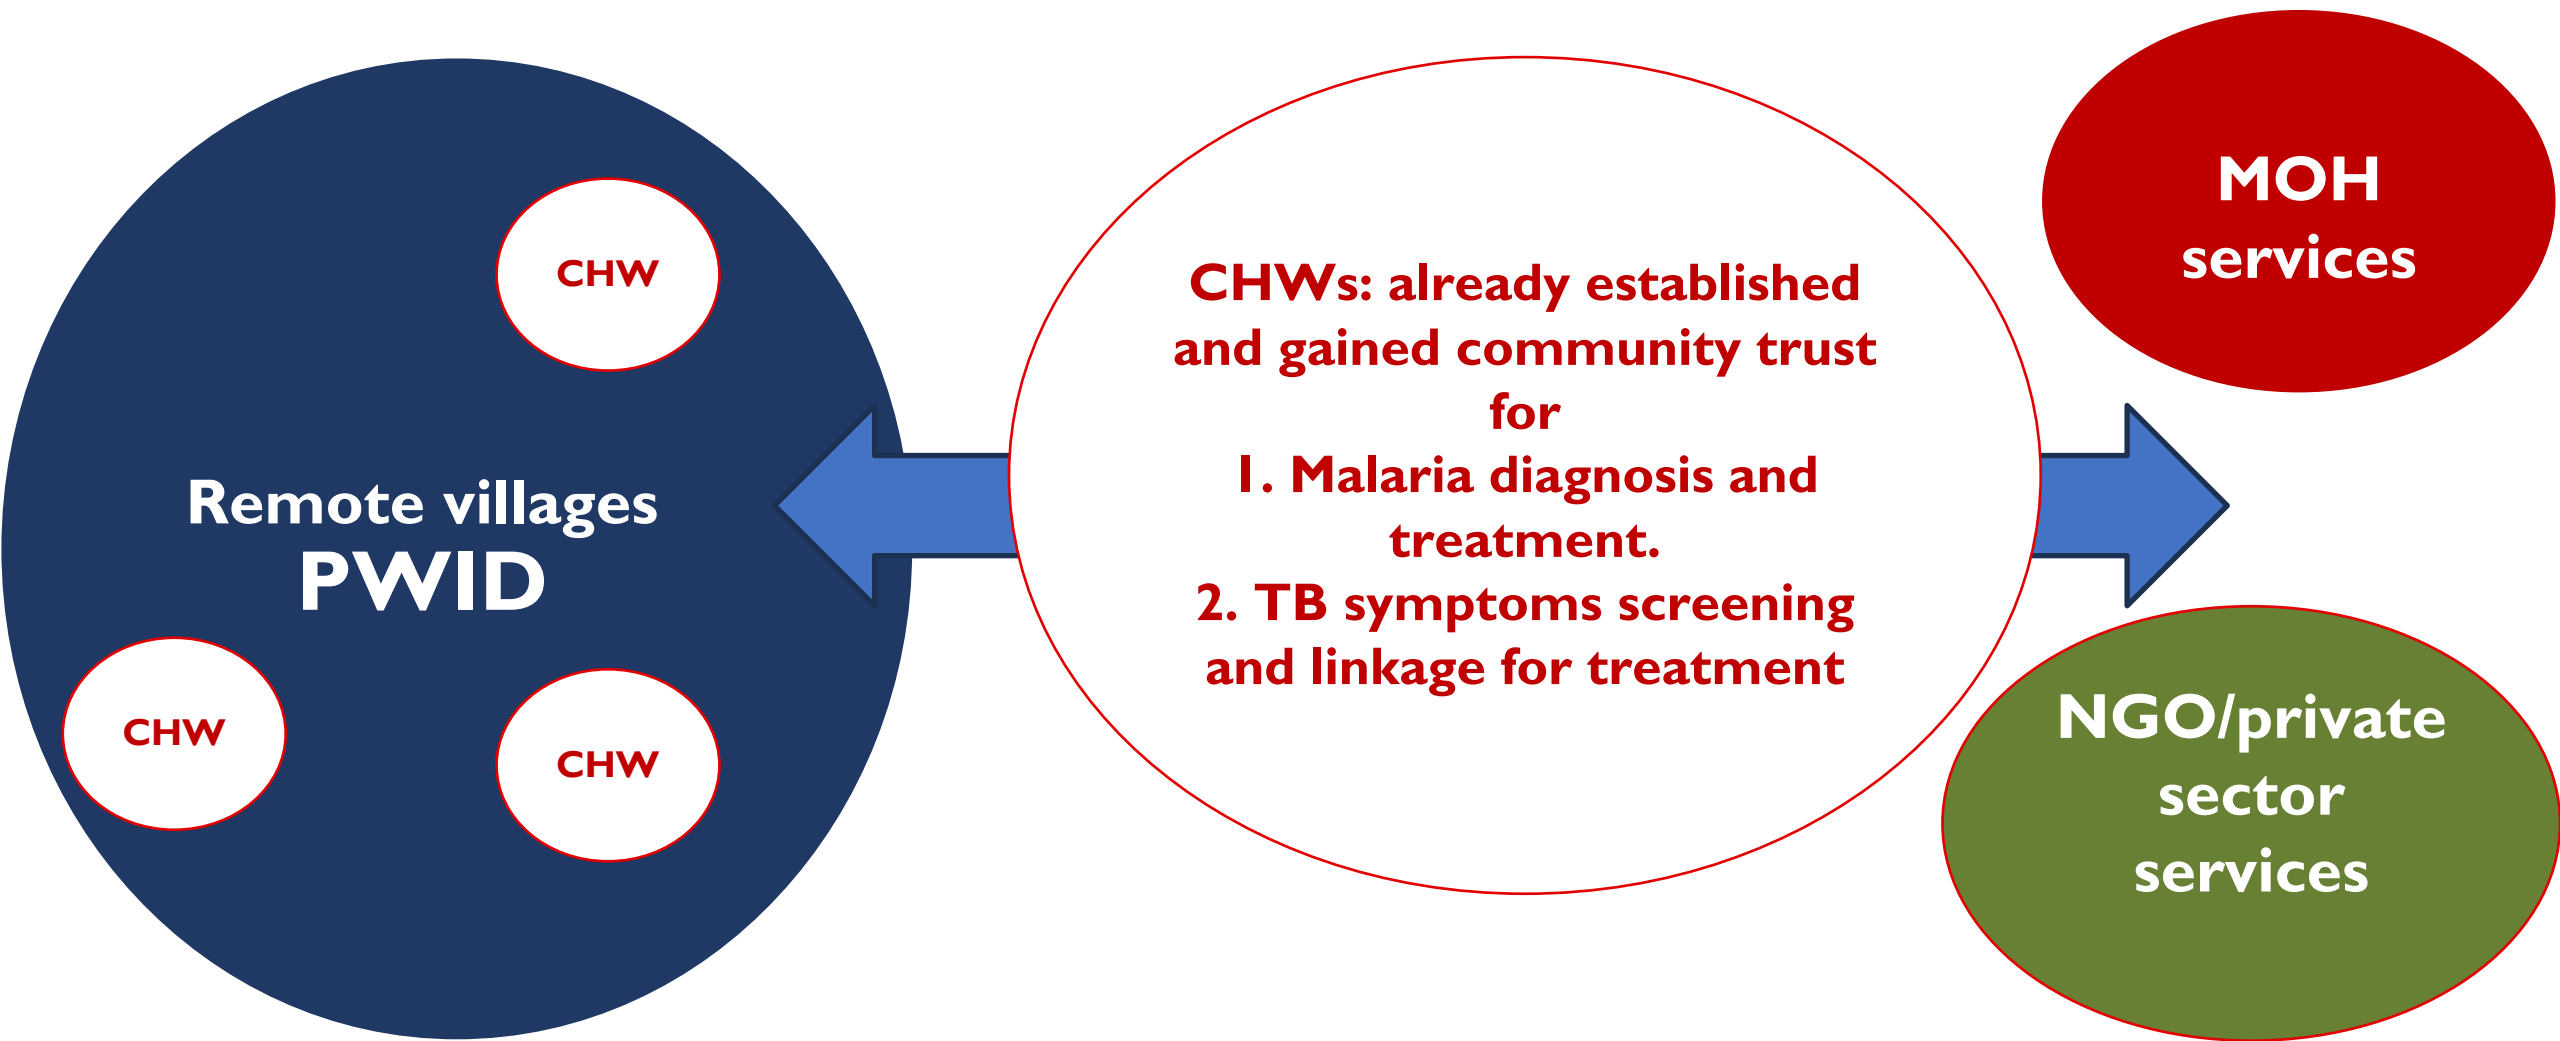 CHW
Remote villages
PWID
CHW
CHW
CHWs: already established
and gained community trust
for
1. Malaria diagnosis and
treatment.
2. TB symptoms screening
and linkage for treatment
MOH
services
NGO/private
sector
services